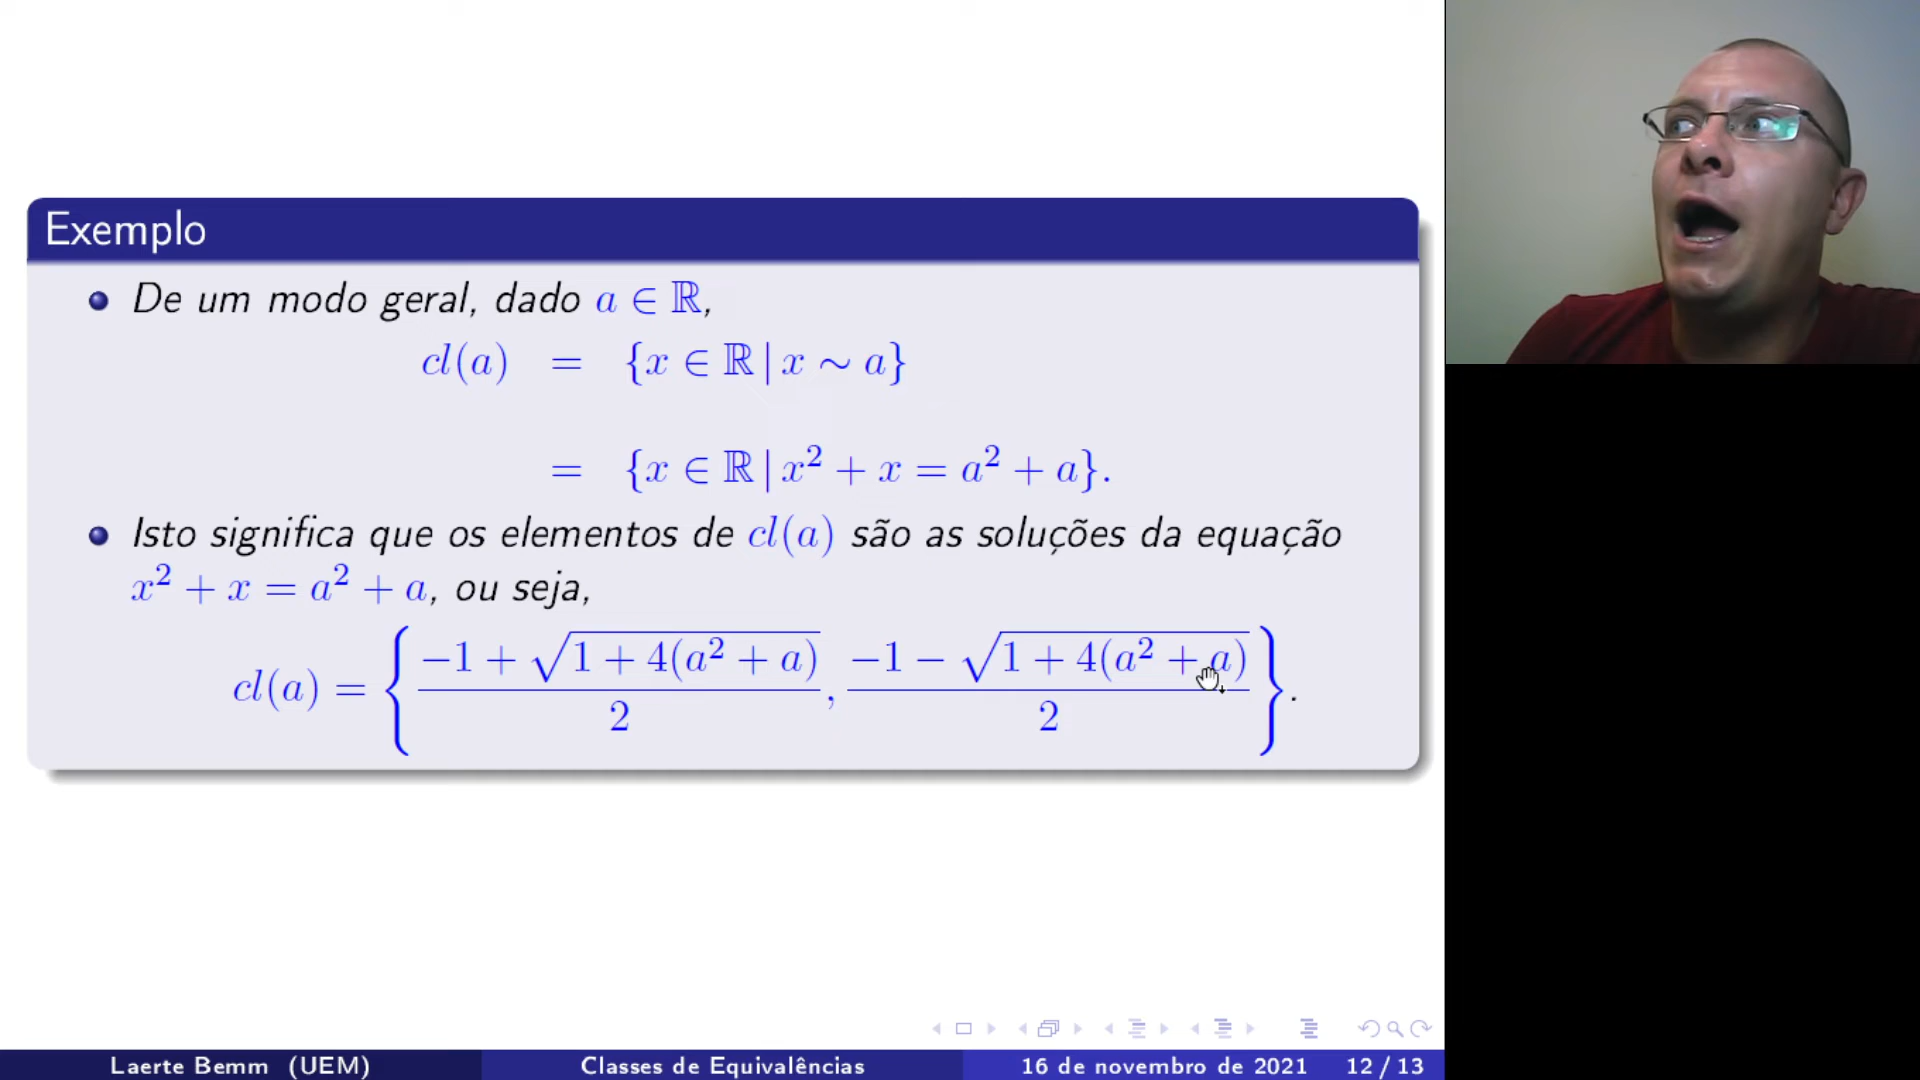 Exemplo
De um modo geral, dado a ∈ ℝ,
cl(a) = {x ∈ ℝ | x ∼ a}
= {x ∈ ℝ | x² + x = a² + a}.
Isto significa que os elementos de cl(a) são as soluções da equação
x² + x = a² + a, ou seja,
cl(a) = { (−1 + √(1 + 4(a² + a)))/2 , (−1 − √(1 + 4(a² + a)))/2 }.
Laerte Bemm (UEM) Classes de Equivalências 16 de novembro de 2021 12 / 13